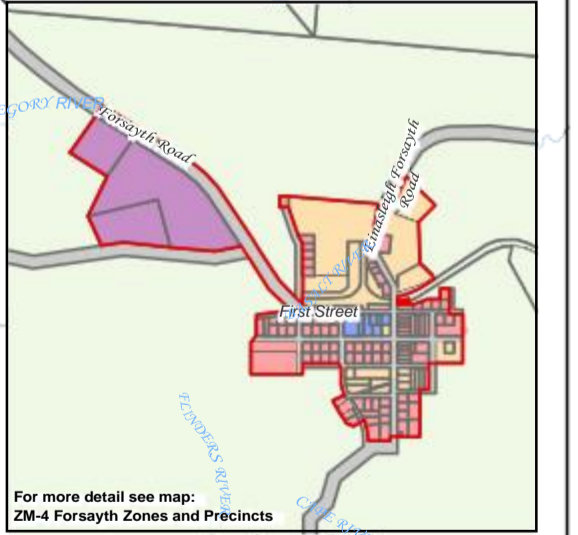 EGORY RIVER
Forsayth Road
Einasleigh Forsayth
Road
First Street
FLINDERS RIVER
For more detail see map:
ZM-4 Forsayth Zones and Precincts